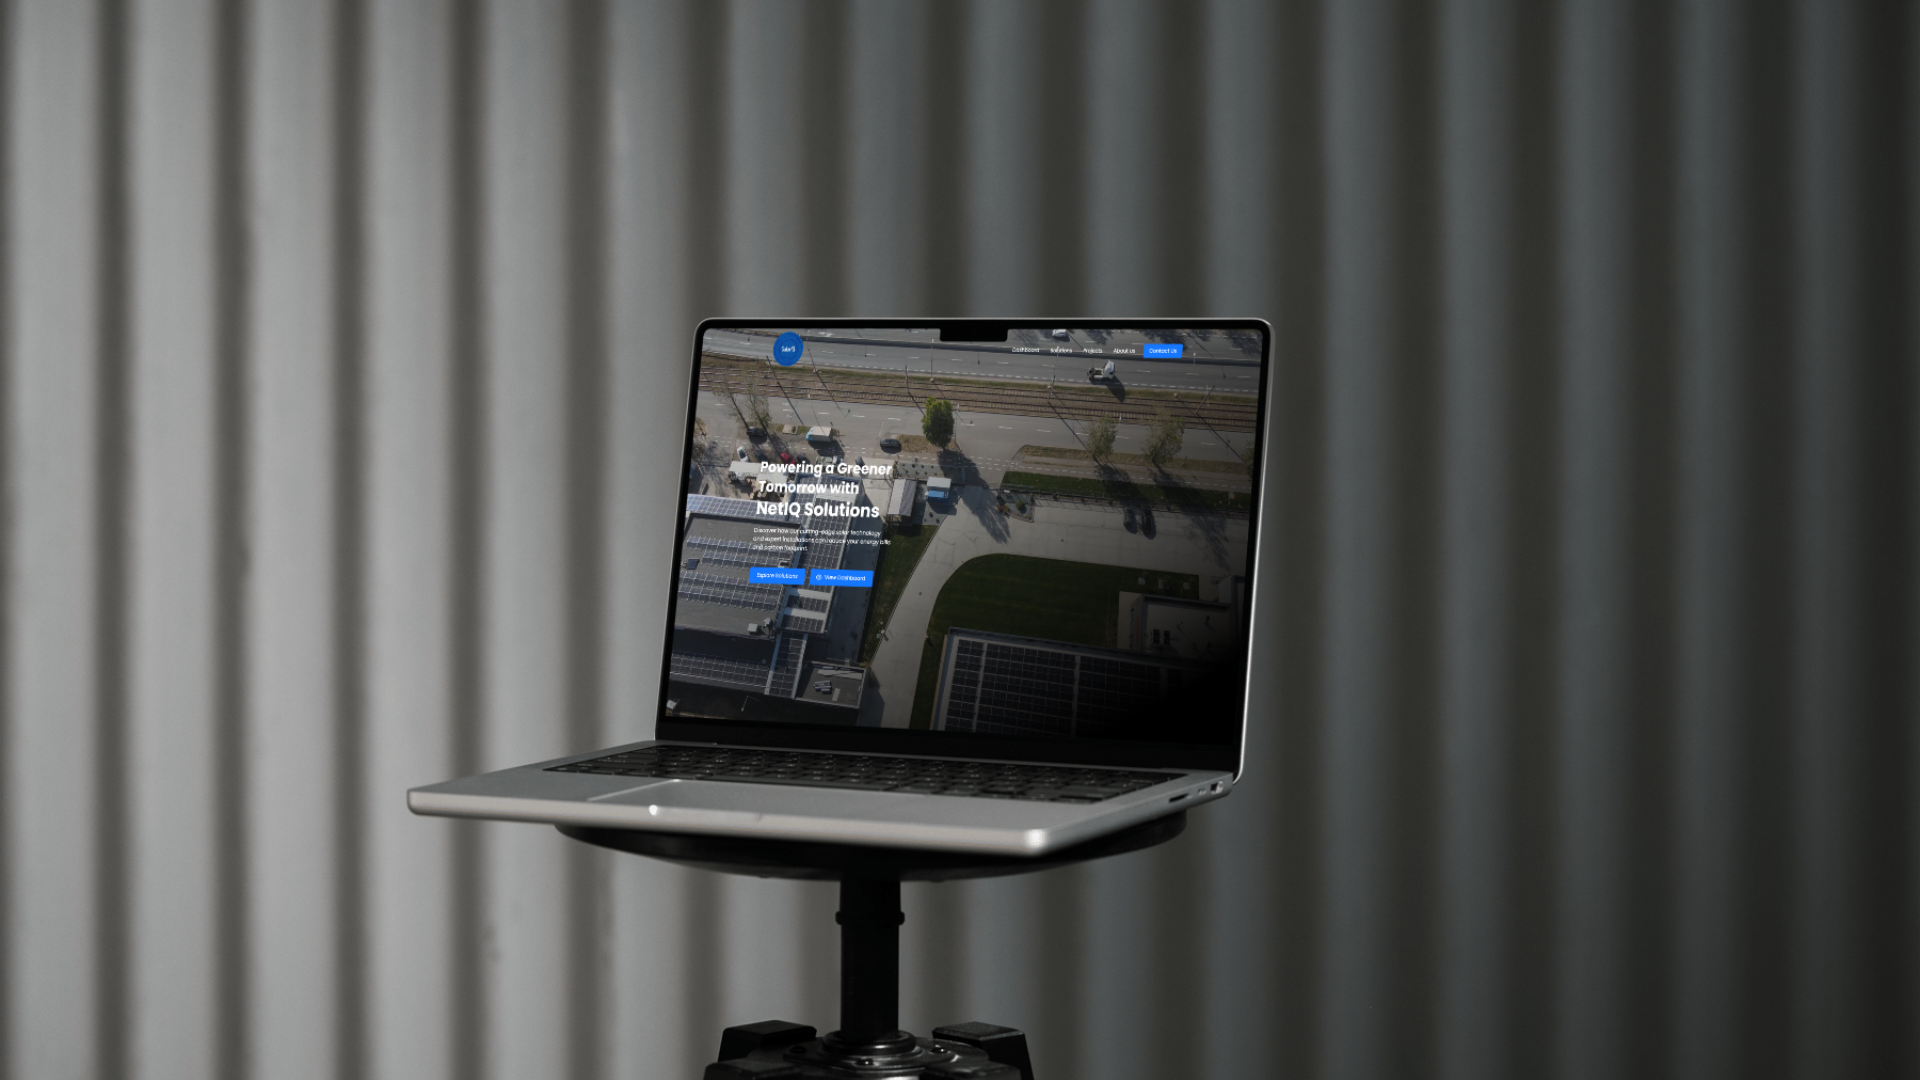 Dashboard
Solutions
Projects
About us
Contact Us
Powering a Greener
Tomorrow with
NetIQ Solutions
Discover how our cutting-edge solar technology
and expert installations can reduce your energy bills
and carbon footprint.
Explore Solutions
View Dashboard